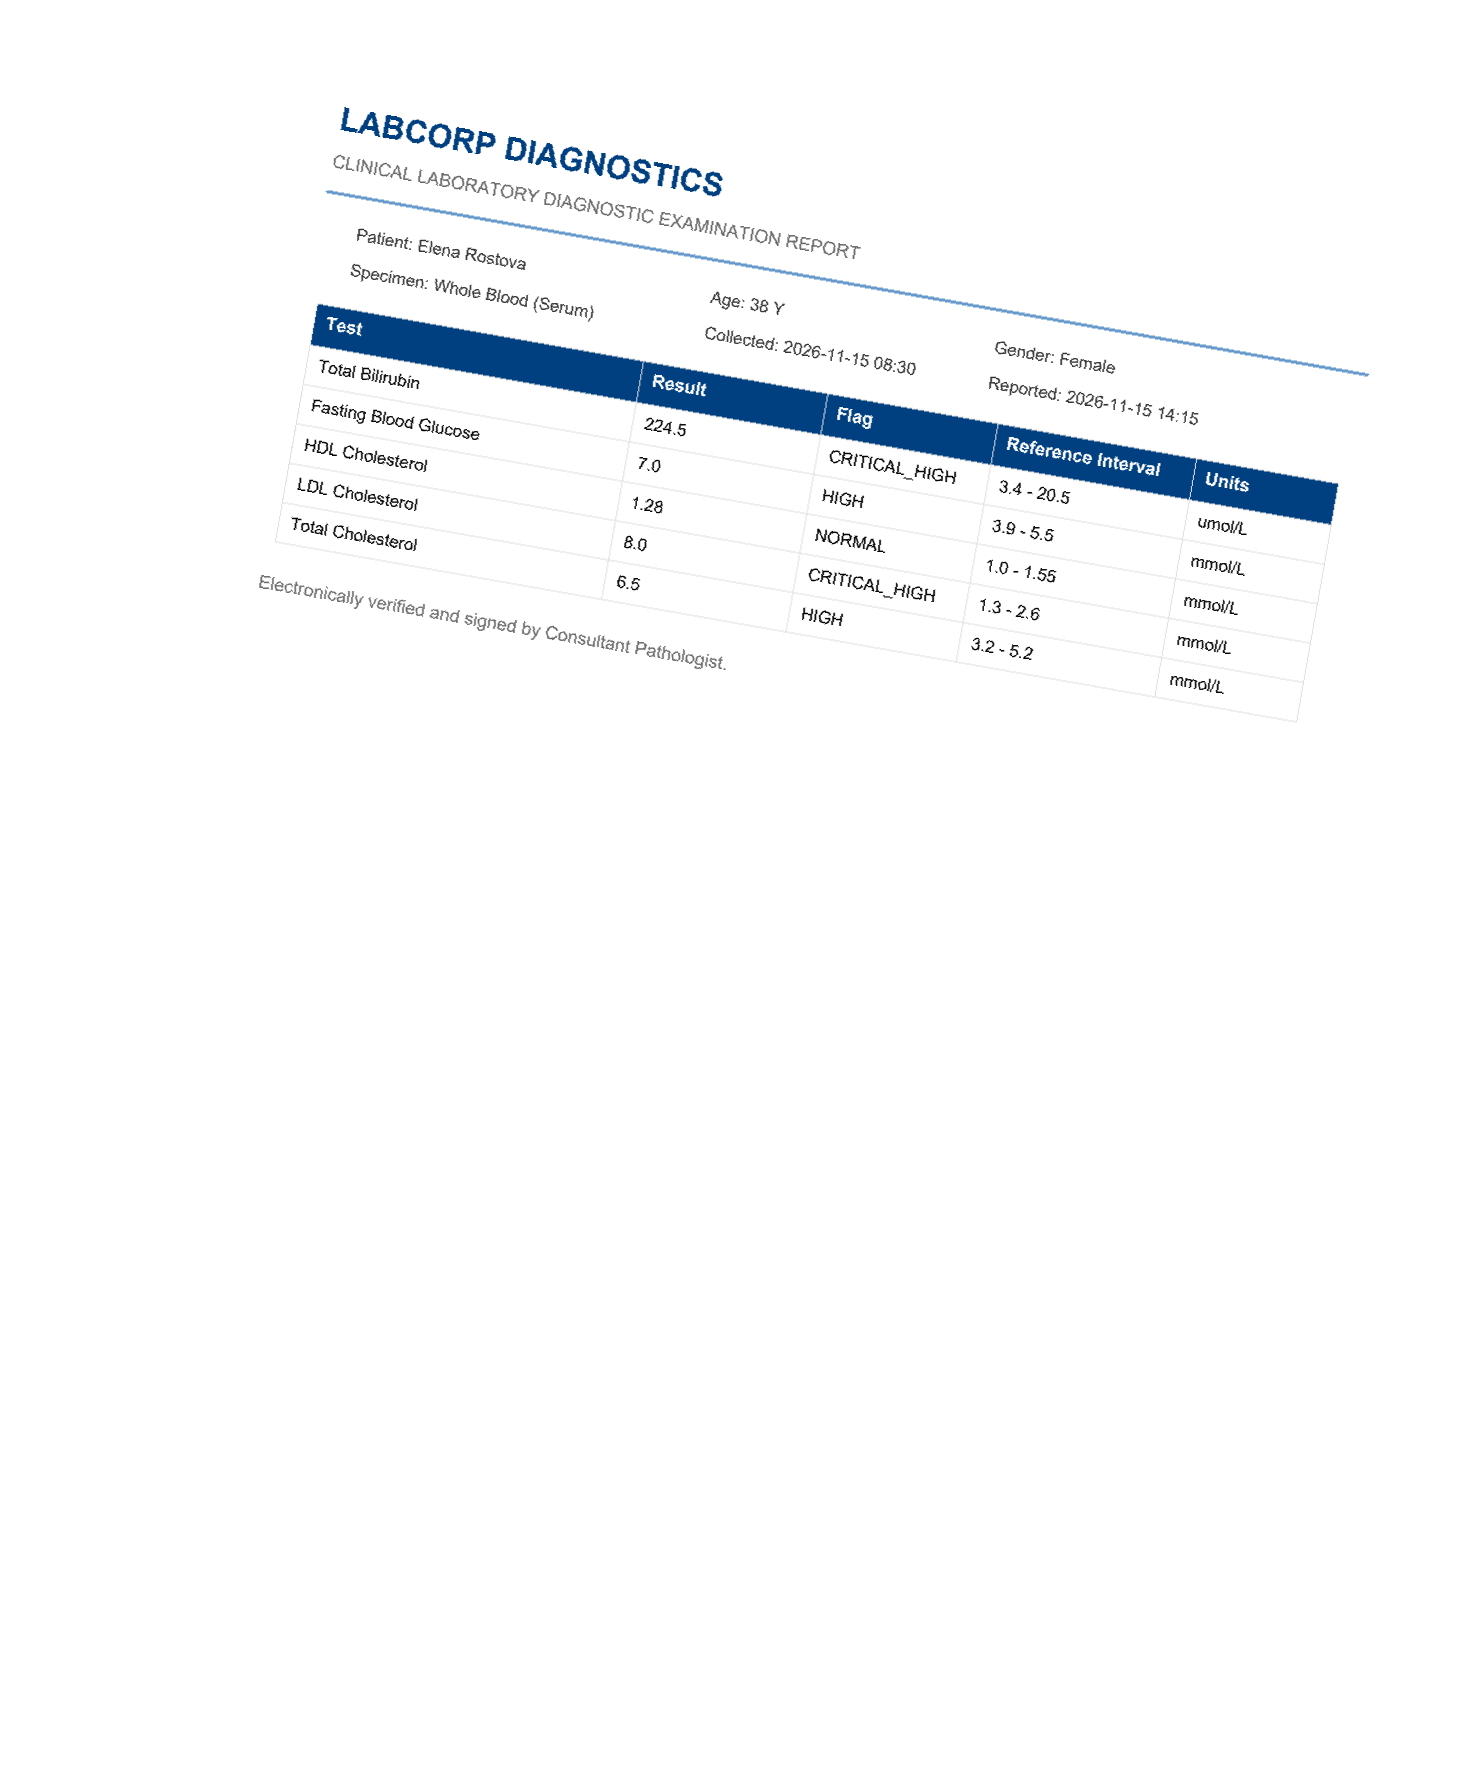 LABCORP DIAGNOSTICS
CLINICAL LABORATORY DIAGNOSTIC EXAMINATION REPORT
Patient: Elena Rostova Age: 38 Y Gender: Female
Specimen: Whole Blood (Serum) Collected: 2026-11-15 08:30 Reported: 2026-11-15 14:15
Test Result Flag Reference Interval Units
Total Bilirubin 224.5 CRITICAL_HIGH 3.4 - 20.5 umol/L
Fasting Blood Glucose 7.0 HIGH 3.9 - 5.5 mmol/L
HDL Cholesterol 1.28 NORMAL 1.0 - 1.55 mmol/L
LDL Cholesterol 8.0 CRITICAL_HIGH 1.3 - 2.6 mmol/L
Total Cholesterol 6.5 HIGH 3.2 - 5.2 mmol/L
Electronically verified and signed by Consultant Pathologist.